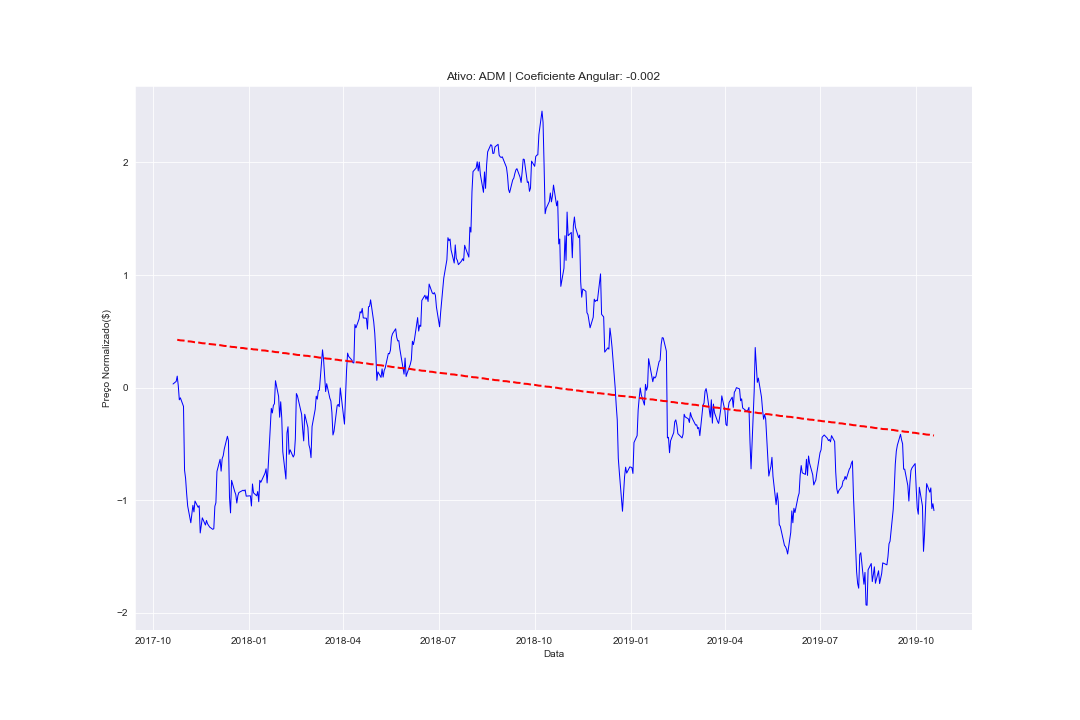 Ativo: ADM | Coeficiente Angular: -0.002
Preço Normalizado($)
2
1
0
−1
−2
2017-10 2018-01 2018-04 2018-07 2018-10 2019-01 2019-04 2019-07 2019-10
Data